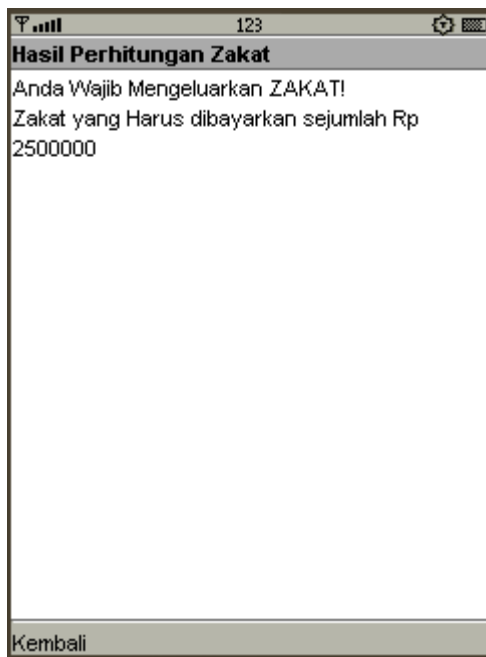 123
Hasil Perhitungan Zakat
Anda Wajib Mengeluarkan ZAKAT!
Zakat yang Harus dibayarkan sejumlah Rp
2500000
Kembali